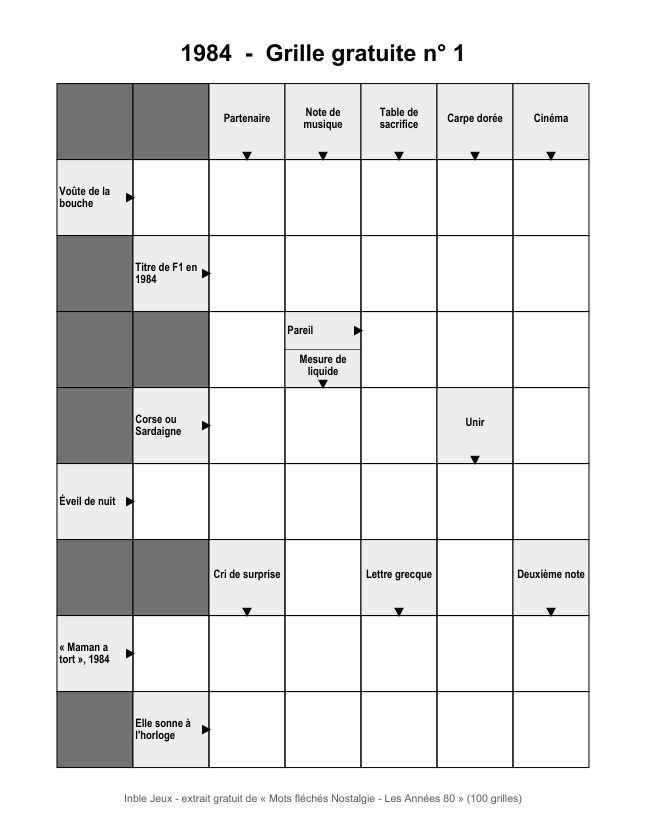 1984 - Grille gratuite n° 1
Partenaire
Note de
musique
Table de
sacrifice
Carpe dorée
Cinéma
Voûte de la
bouche
Titre de F1 en
1984
Pareil
Mesure de
liquide
Corse ou
Sardaigne
Unir
Éveil de nuit
Cri de surprise
Lettre grecque
Deuxième note
« Maman a
tort », 1984
Elle sonne à
l'horloge
Inble Jeux - extrait gratuit de « Mots fléchés Nostalgie - Les Années 80 » (100 grilles)